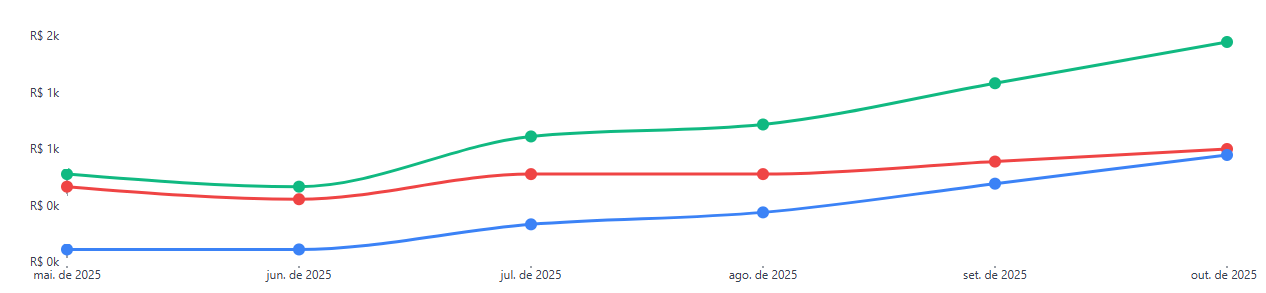 R$ 2k
R$ 1k
R$ 1k
R$ 0k
R$ 0k
mai. de 2025 jun. de 2025 jul. de 2025 ago. de 2025 set. de 2025 out. de 2025